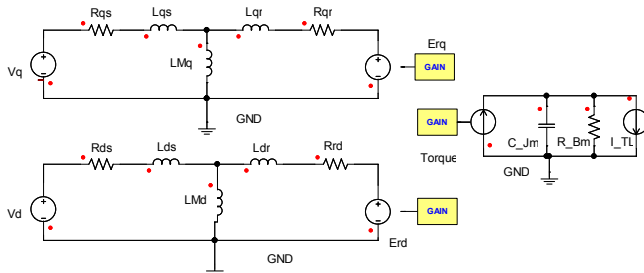 Rqs Lqs Lqr Rqr
Vq LMq Erq
GAIN
GND
GAIN
Torque C_Jm R_Bm I_TL
GND
Rds Lds Ldr Rrd
Vd LMd
GAIN
Erd
GND